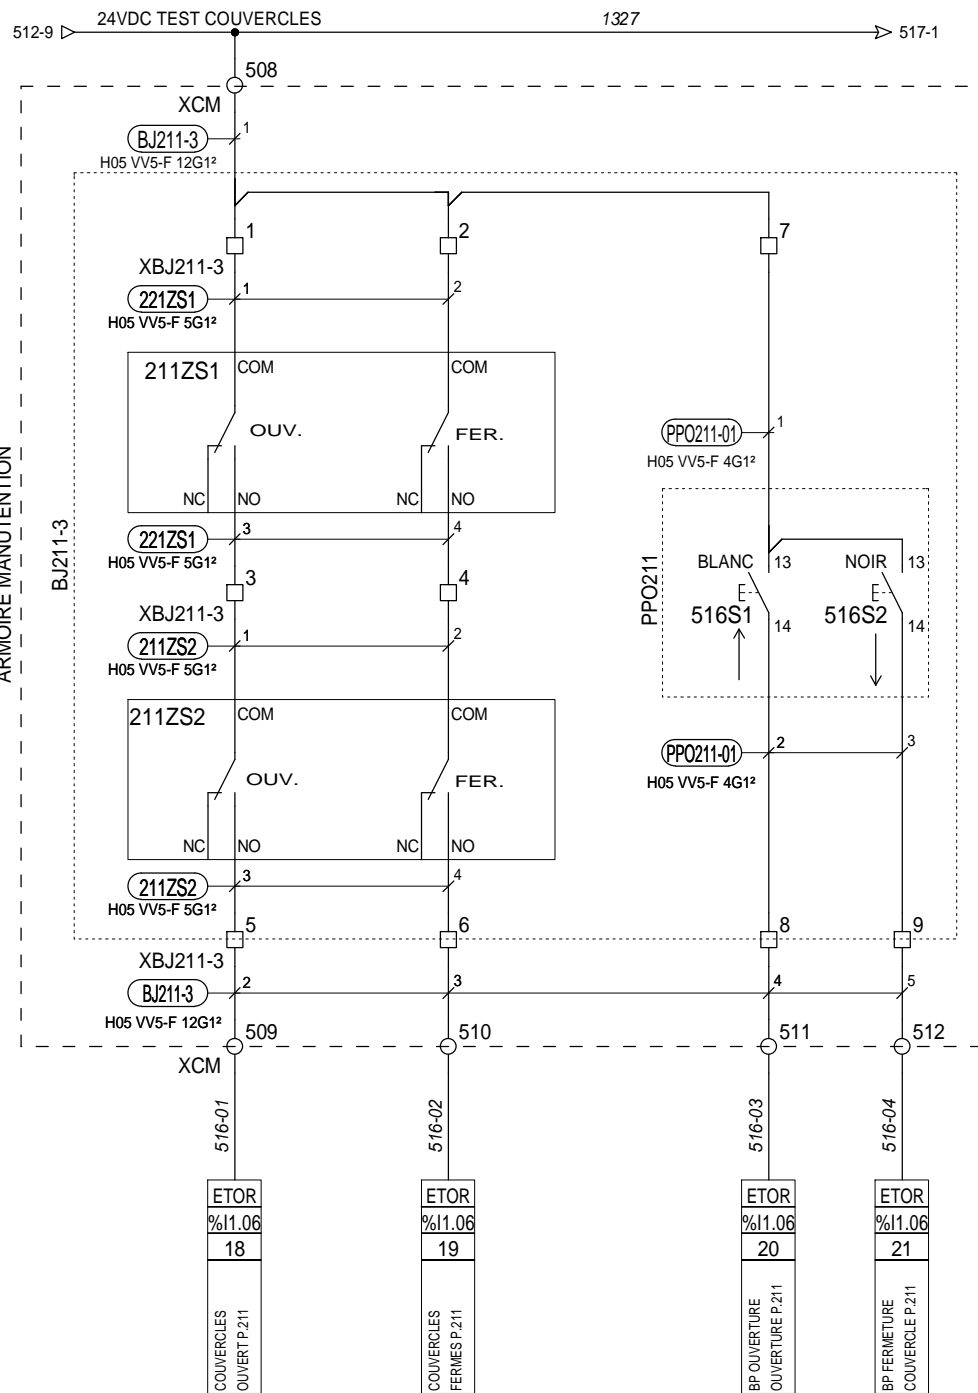 24VDC TEST COUVERCLES
1327
512-9
517-1
508
XCM
BJ211-3
1
H05 VV5-F 12G1²
1
2
7
XBJ211-3
221ZS1
1
2
H05 VV5-F 5G1²
211ZS1
COM
COM
OUV.
FER.
NC
NO
NC
NO
PPO211-01
1
H05 VV5-F 4G1²
221ZS1
3
4
H05 VV5-F 5G1²
ARMOIRE MANUTENTION
BJ211-3
PPO211
BLANC
13
NOIR
13
516S1
14
516S2
14
3
4
XBJ211-3
211ZS2
1
2
H05 VV5-F 5G1²
211ZS2
COM
COM
OUV.
FER.
NC
NO
NC
NO
PPO211-01
2
3
H05 VV5-F 4G1²
211ZS2
3
4
H05 VV5-F 5G1²
5
6
8
9
XBJ211-3
BJ211-3
2
3
4
5
H05 VV5-F 12G1²
509
510
511
512
XCM
516-01
516-02
516-03
516-04
ETOR
%I1.06
18
COUVERCLES
OUVERT P.211
ETOR
%I1.06
19
COUVERCLES
FERMES P.211
ETOR
%I1.06
20
BP OUVERTURE
OUVERTURE P.211
ETOR
%I1.06
21
BP FERMETURE
COUVERCLE P.211